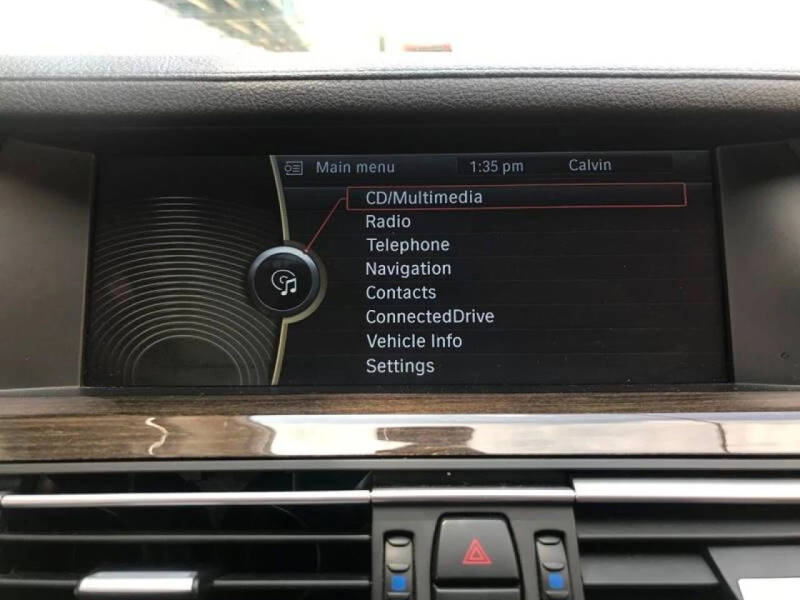 Main menu 1:35 pm Calvin
CD/Multimedia
Radio
Telephone
Navigation
Contacts
ConnectedDrive
Vehicle Info
Settings